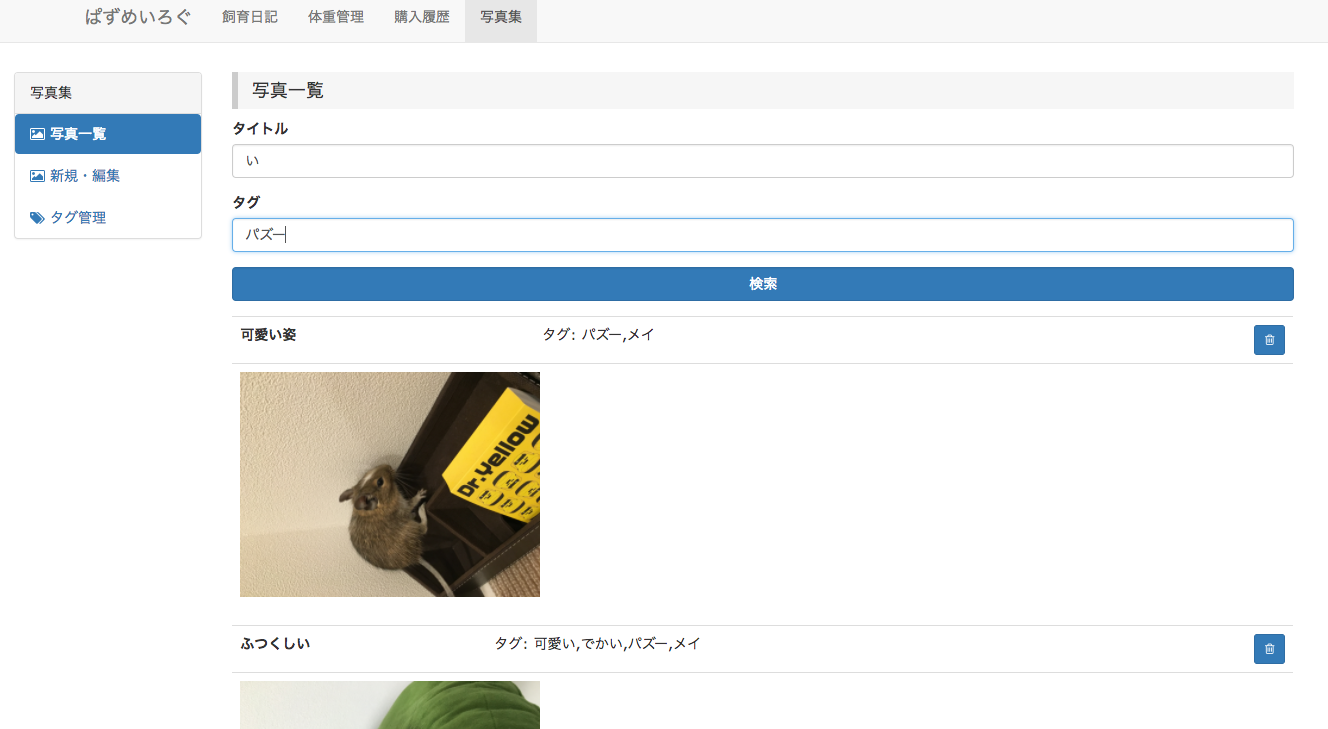 ぱずめいろぐ 飼育日記 体重管理 購入履歴 写真集
写真集
写真一覧
新規・編集
タグ管理
写真一覧
タイトル
い
タグ
パズー
検索
可愛い姿 タグ: パズー,メイ
Dr.Yellow
ふつくしい タグ: 可愛い,でかい,パズー,メイ